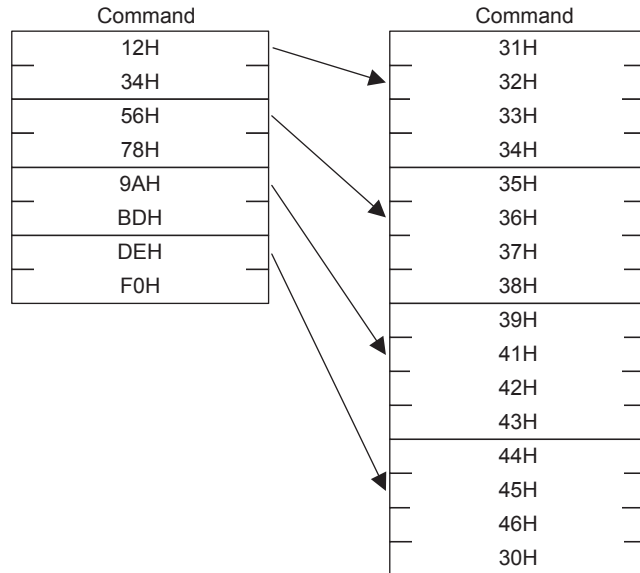 Command
12H
34H
56H
78H
9AH
BDH
DEH
F0H
Command
31H
32H
33H
34H
35H
36H
37H
38H
39H
41H
42H
43H
44H
45H
46H
30H